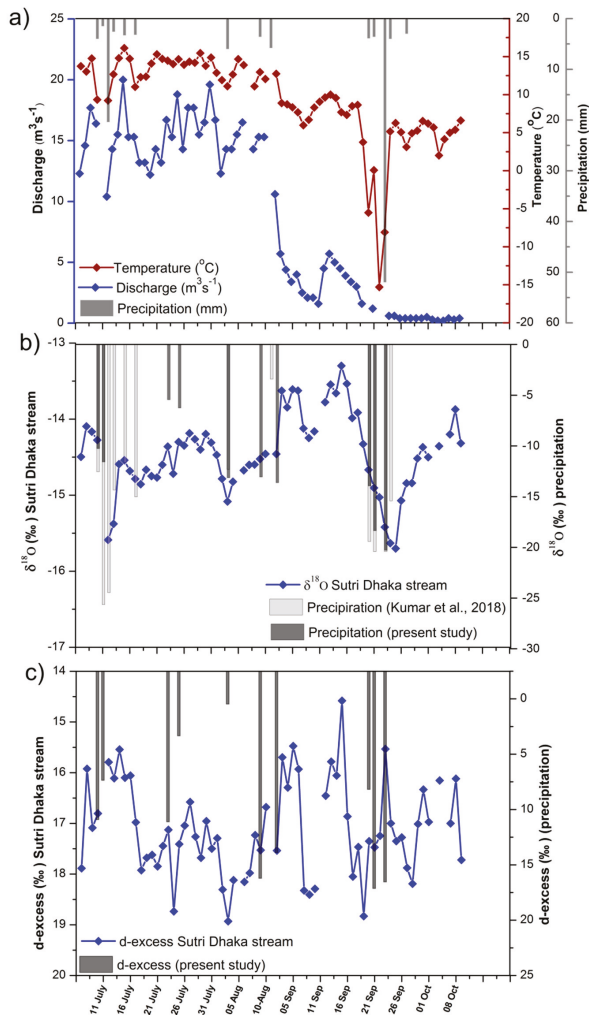 a)
25
20
15
10
5
0
Discharge (m³s⁻¹)
20
15
10
5
0
-5
-10
-15
-20
Temperature (°C)
0
10
20
30
40
50
60
Precipitation (mm)
Temperature (°C)
Discharge (m³s⁻¹)
Precipitation (mm)
b)
-13
-14
-15
-16
-17
δ¹⁸O (‰) Sutri Dhaka stream
0
-5
-10
-15
-20
-25
-30
δ¹⁸O (‰) precipitation
δ¹⁸O Sutri Dhaka stream
Precipiration (Kumar et al., 2018)
Precipitation (present study)
c)
14
15
16
17
18
19
20
d-excess (‰) Sutri Dhaka stream
0
5
10
15
20
25
d-excess (‰) (precipitation)
d-excess Sutri Dhaka stream
d-excess (present study)
11 July
16 July
21 July
26 July
31 July
05 Aug
10-Aug
05 Sep
11 Sep
16 Sep
21 Sep
26 Sep
01 Oct
08 Oct